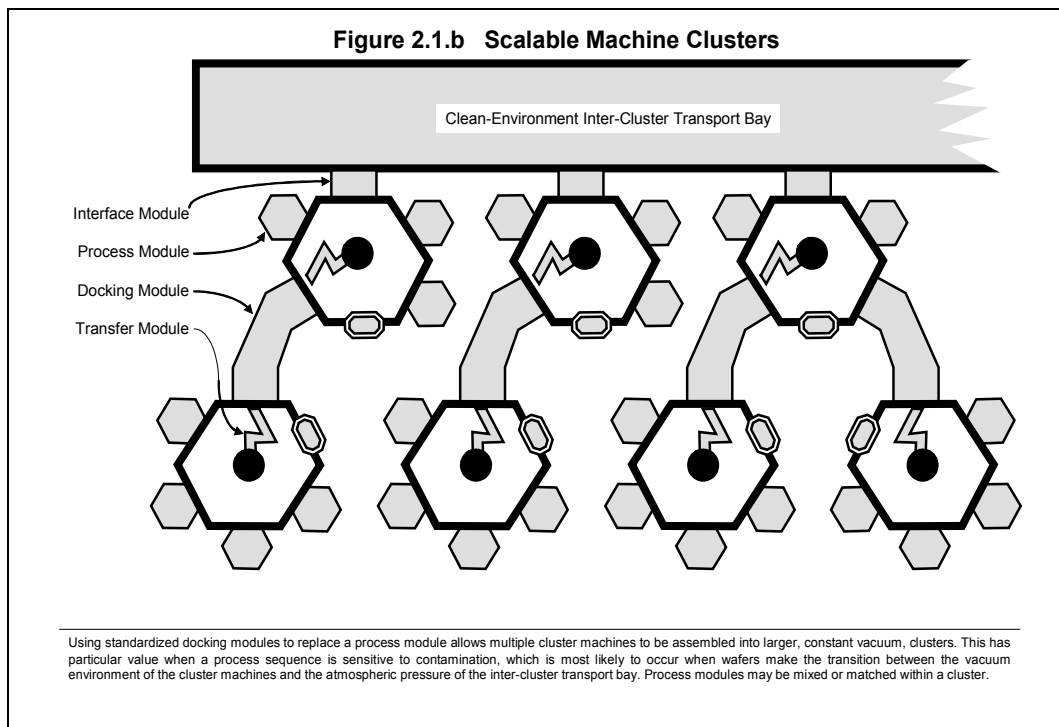 Figure 2.1.b   Scalable Machine Clusters
Clean-Environment Inter-Cluster Transport Bay
Interface Module
Process Module
Docking Module
Transfer Module
Using standardized docking modules to replace a process module allows multiple cluster machines to be assembled into larger, constant vacuum, clusters. This has
particular value when a process sequence is sensitive to contamination, which is most likely to occur when wafers make the transition between the vacuum
environment of the cluster machines and the atmospheric pressure of the inter-cluster transport bay. Process modules may be mixed or matched within a cluster.